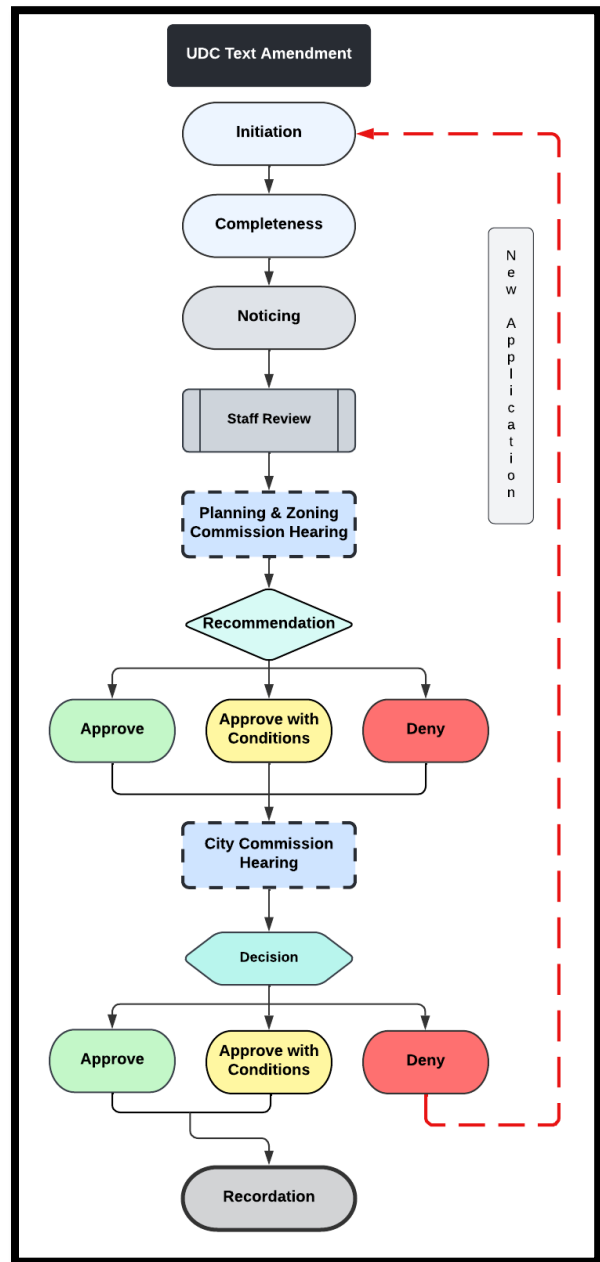 UDC Text Amendment
Initiation
Completeness
Noticing
Staff Review
Planning & Zoning
Commission Hearing
Recommendation
Approve
Approve with
Conditions
Deny
City Commission
Hearing
Decision
Approve
Approve with
Conditions
Deny
Recordation
New Application